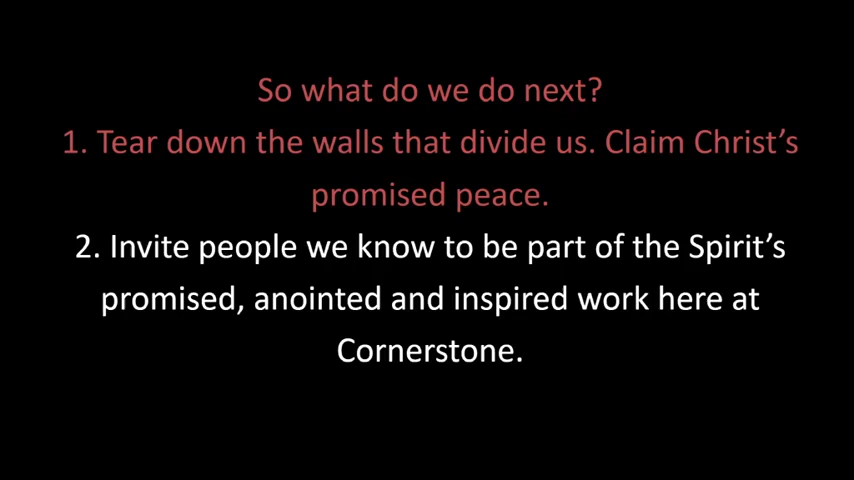 So what do we do next?
1. Tear down the walls that divide us. Claim Christ’s
promised peace.
2. Invite people we know to be part of the Spirit’s
promised, anointed and inspired work here at
Cornerstone.